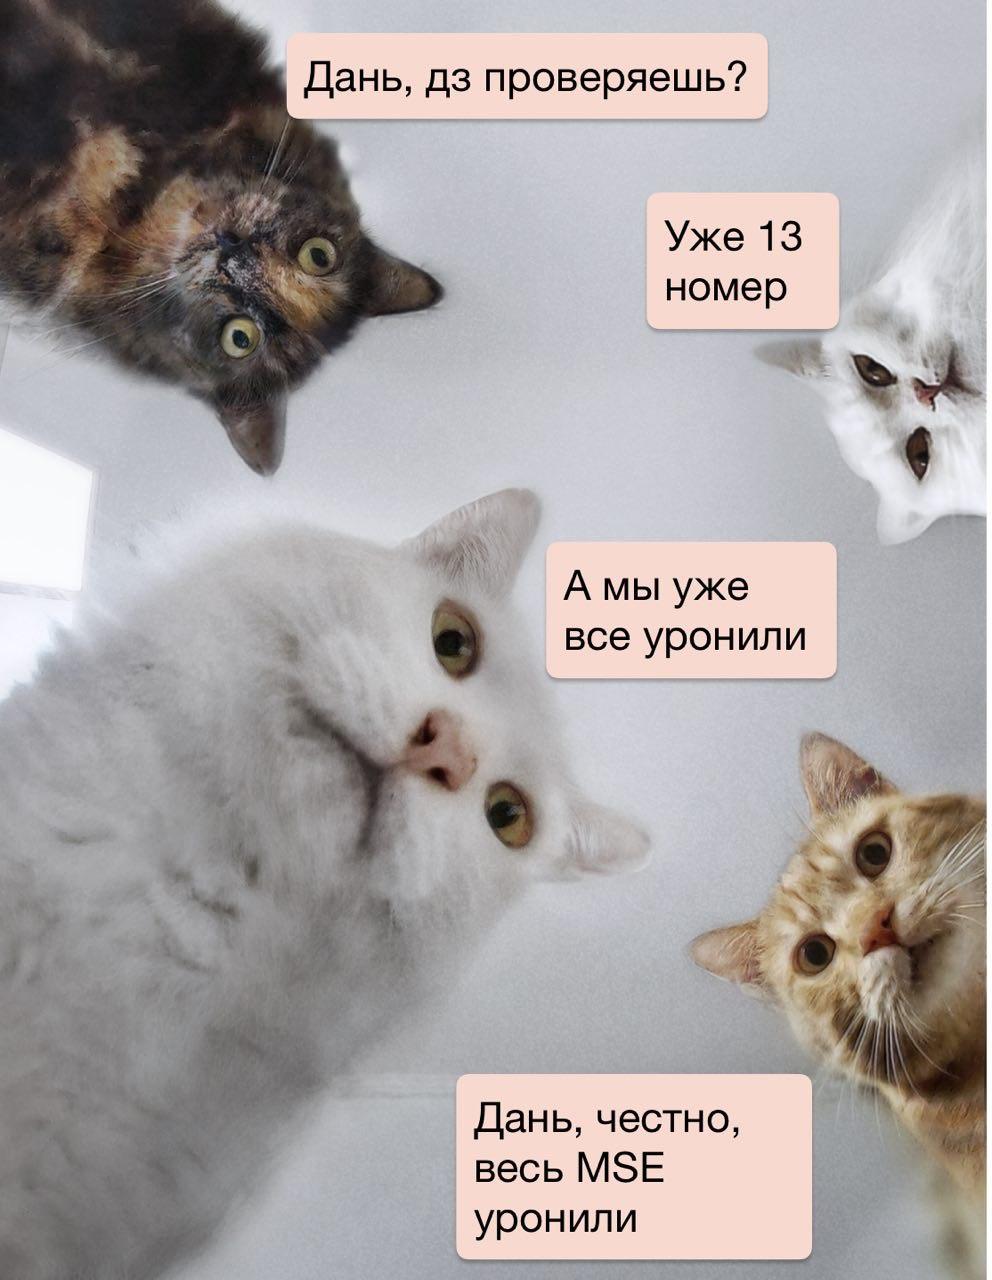 Дань, дз проверяешь?
Уже 13
номер
А мы уже
все уронили
Дань, честно,
весь MSE
уронили